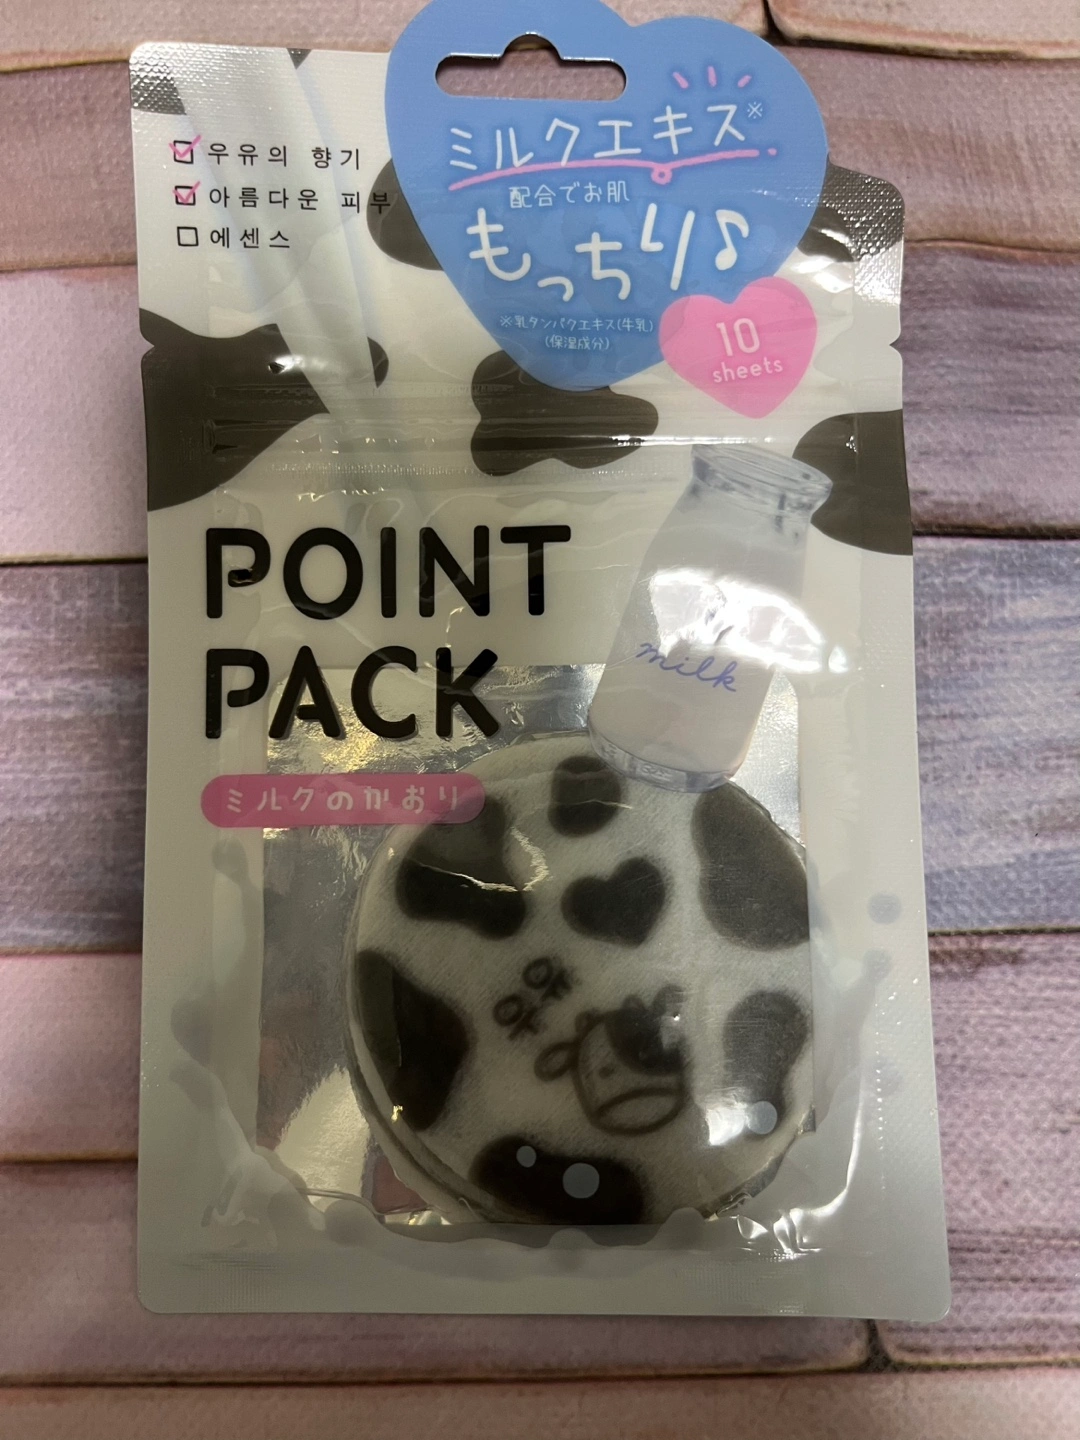 ミルクエキス※
配合でお肌
もっちり♪
※乳タンパクエキス(牛乳)
(保湿成分)
10
sheets
우유의 향기
아름다운 피부
에센스
POINT
PACK
milk
ミルクのかおり